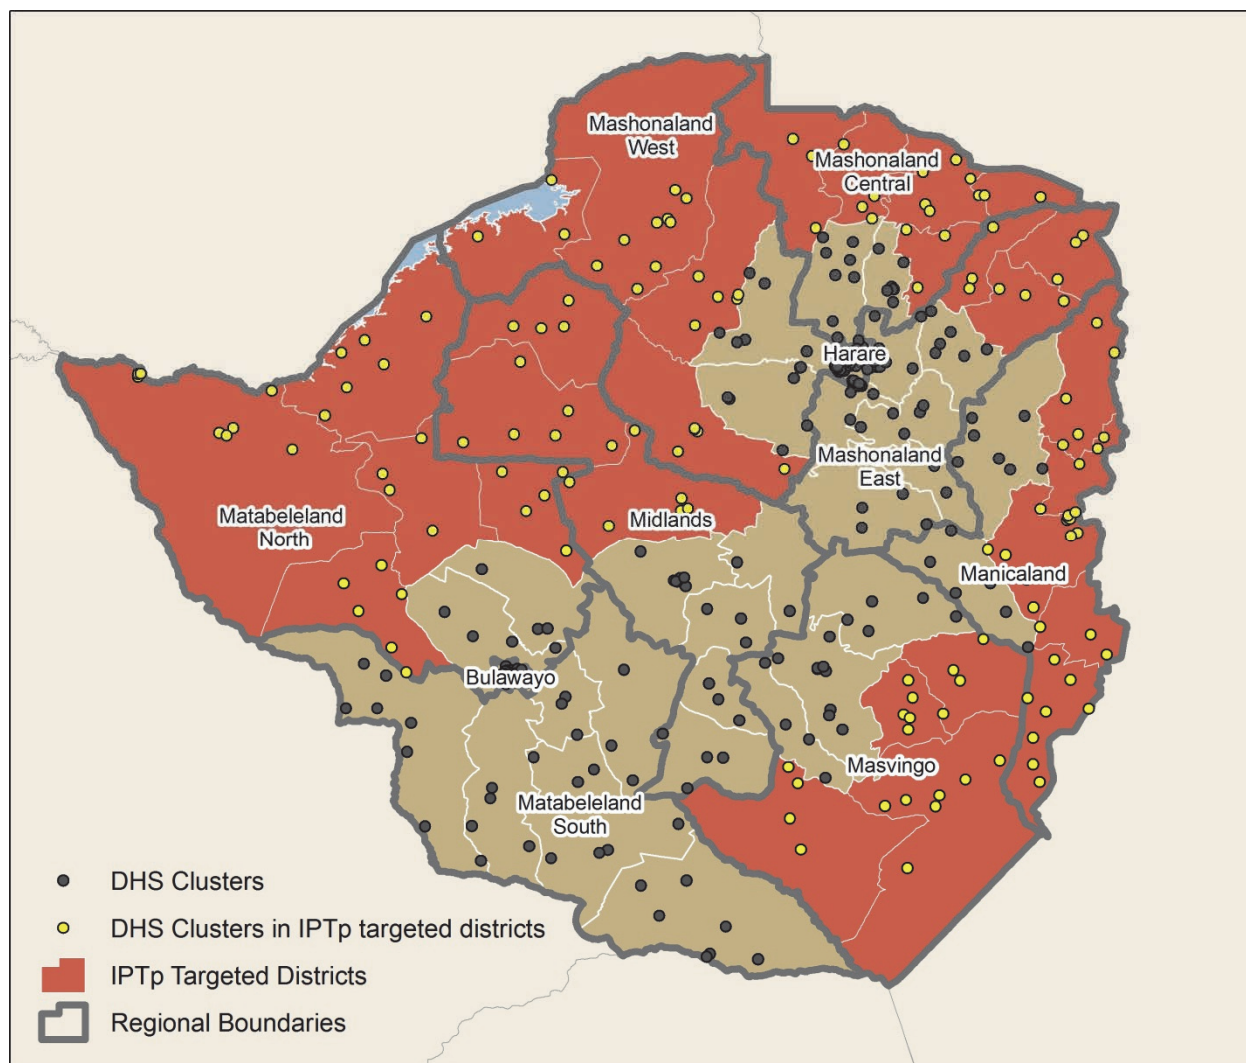 Mashonaland
West
Mashonaland
Central
Harare
Mashonaland
East
Matabeleland
North
Midlands
Manicaland
Bulawayo
Masvingo
Matabeleland
South
DHS Clusters
DHS Clusters in IPTp targeted districts
IPTp Targeted Districts
Regional Boundaries